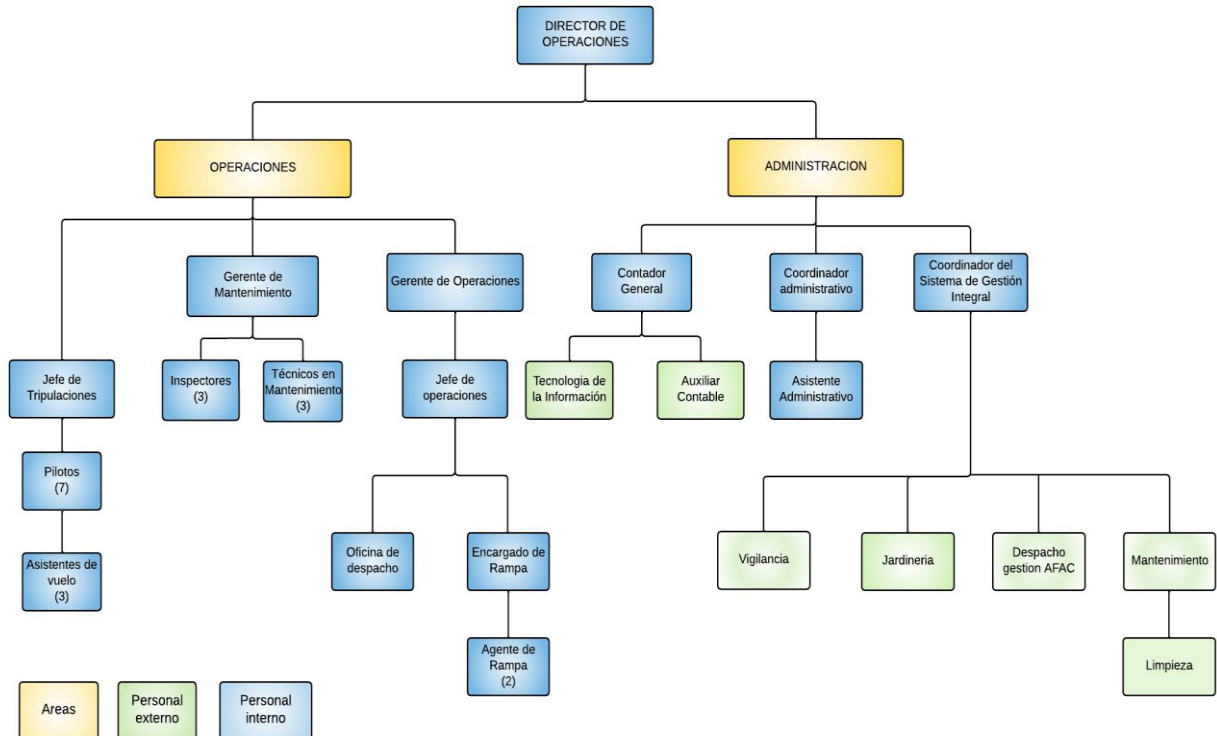 DIRECTOR DE
OPERACIONES
OPERACIONES
ADMINISTRACION
Gerente de
Mantenimiento
Gerente de Operaciones
Contador
General
Coordinador
administrativo
Coordinador del
Sistema de Gestión
Integral
Jefe de
Tripulaciones
Inspectores
(3)
Técnicos en
Mantenimiento
(3)
Jefe de
operaciones
Tecnologia de
la Información
Auxiliar
Contable
Asistente
Administrativo
Pilotos
(7)
Oficina de
despacho
Encargado de
Rampa
Vigilancia
Jardineria
Despacho
gestion AFAC
Mantenimiento
Asistentes de
vuelo
(3)
Agente de
Rampa
(2)
Limpieza
Areas
Personal
externo
Personal
interno